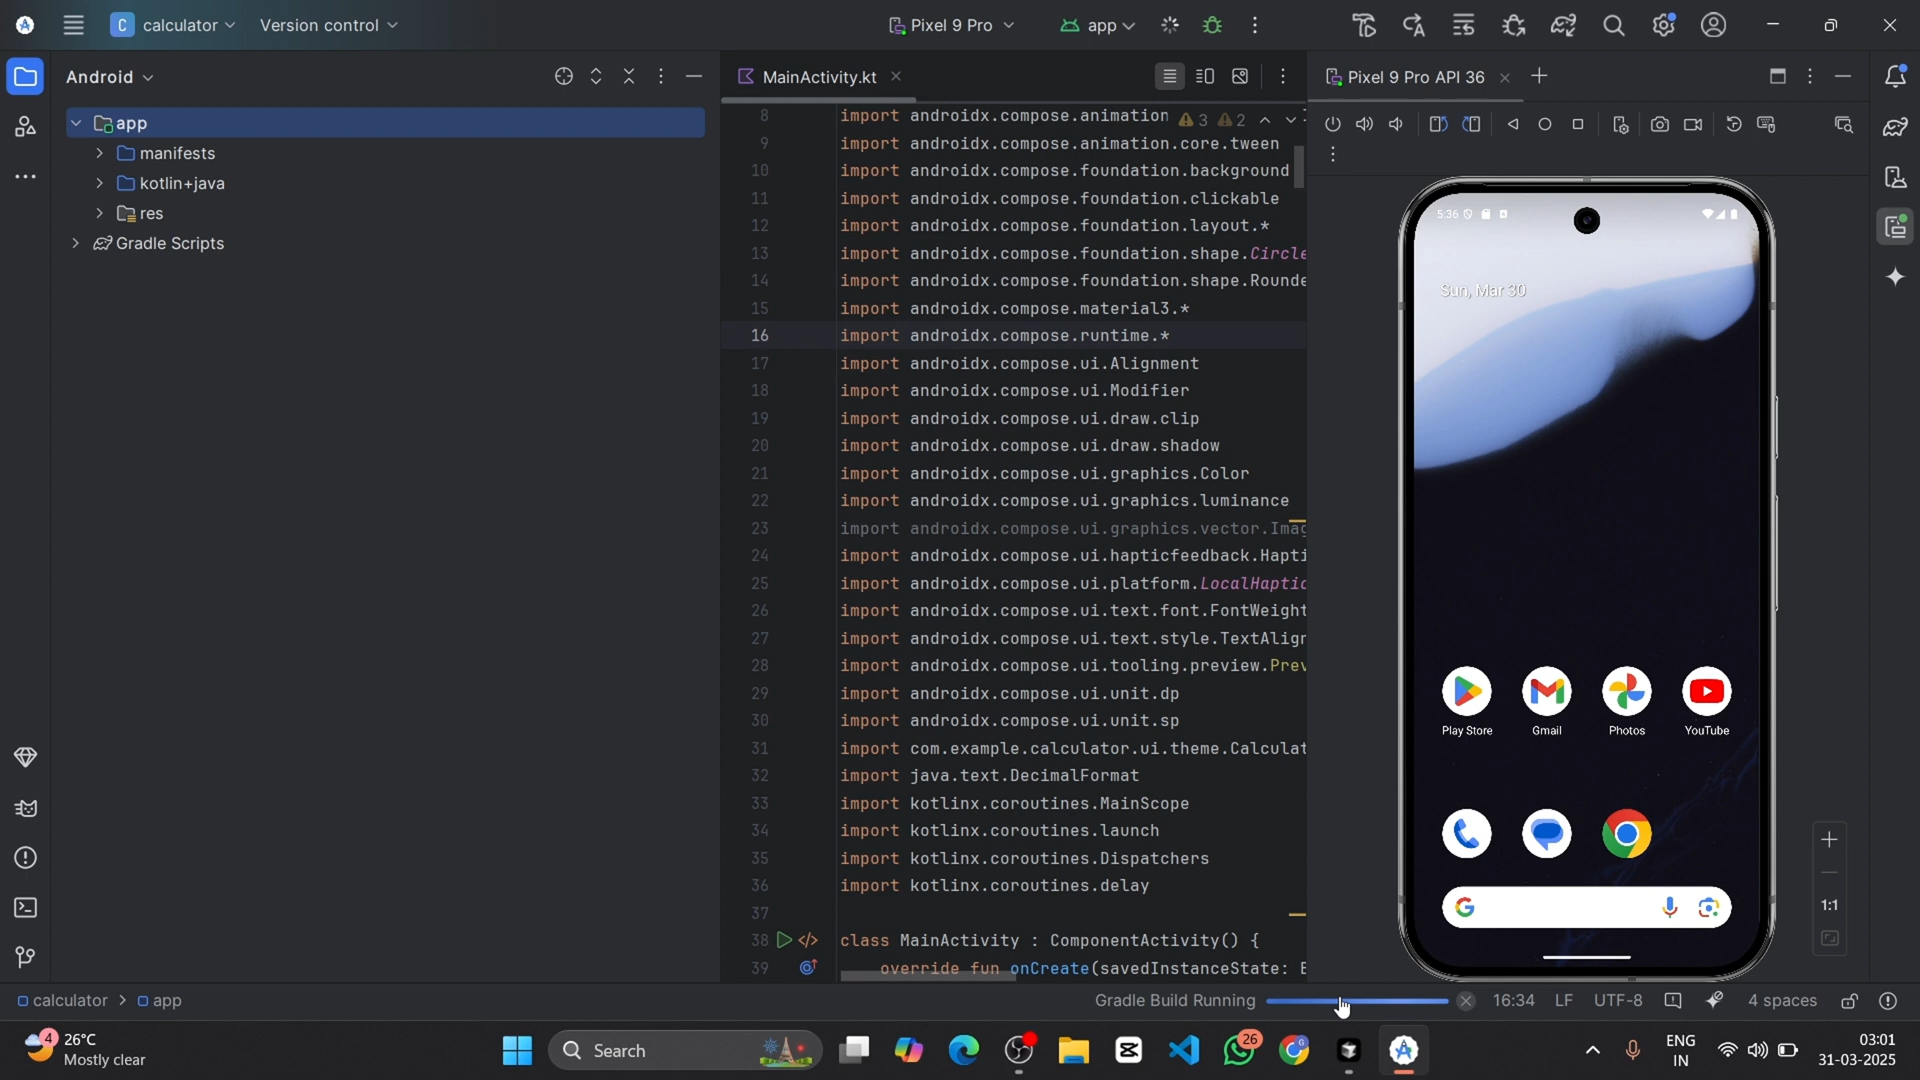 C calculator Version control Pixel 9 Pro app
Android
app
manifests
kotlin+java
res
Gradle Scripts
MainActivity.kt
3 2
8 import androidx.compose.animation
9 import androidx.compose.animation.core.tween
10 import androidx.compose.foundation.background
11 import androidx.compose.foundation.clickable
12 import androidx.compose.foundation.layout.*
13 import androidx.compose.foundation.shape.Circle
14 import androidx.compose.foundation.shape.Rounde
15 import androidx.compose.material3.*
16 import androidx.compose.runtime.*
17 import androidx.compose.ui.Alignment
18 import androidx.compose.ui.Modifier
19 import androidx.compose.ui.draw.clip
20 import androidx.compose.ui.draw.shadow
21 import androidx.compose.ui.graphics.Color
22 import androidx.compose.ui.graphics.luminance
23 import androidx.compose.ui.graphics.vector.Imag
24 import androidx.compose.ui.hapticfeedback.Hapti
25 import androidx.compose.ui.platform.LocalHaptic
26 import androidx.compose.ui.text.font.FontWeight
27 import androidx.compose.ui.text.style.TextAlign
28 import androidx.compose.ui.tooling.preview.Prev
29 import androidx.compose.ui.unit.dp
30 import androidx.compose.ui.unit.sp
31 import com.example.calculator.ui.theme.Calculat
32 import java.text.DecimalFormat
33 import kotlinx.coroutines.MainScope
34 import kotlinx.coroutines.launch
35 import kotlinx.coroutines.Dispatchers
36 import kotlinx.coroutines.delay
37
38 class MainActivity : ComponentActivity() {
39 override fun onCreate(savedInstanceState: B
Pixel 9 Pro API 36
5:36
Sun, Mar 30
Play Store Gmail Photos YouTube
1:1
calculator > app Gradle Build Running 16:34 LF UTF-8 4 spaces
4 26°C
Mostly clear
Search
26
ENG
IN
03:01
31-03-2025